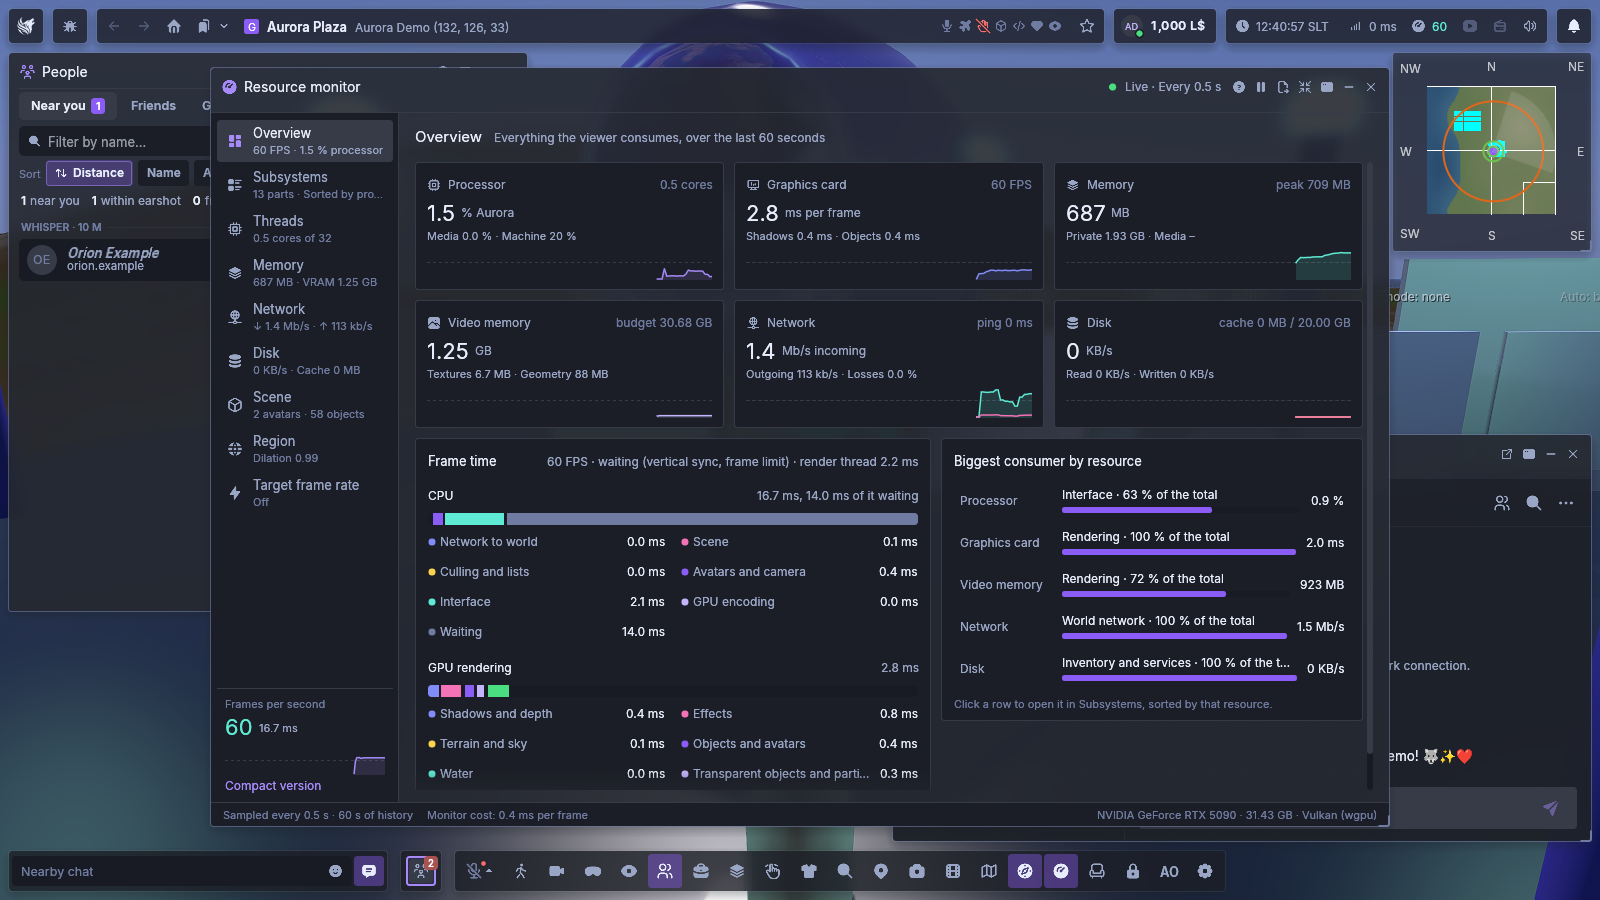 G Aurora Plaza Aurora Demo (132, 126, 33)
AD 1,000 L$
12:40:57 SLT 0 ms 60
People
Near you 1 Friends G
Filter by name...
Sort Distance Name A
1 near you 1 within earshot 0 f
WHISPER · 10 M
OE Orion Example
orion.example
NW N NE
W E
SW S SE
Resource monitor
Live · Every 0.5 s
Overview
60 FPS · 1.5 % processor
Subsystems
13 parts · Sorted by pro...
Threads
0.5 cores of 32
Memory
687 MB · VRAM 1.25 GB
Network
↓ 1.4 Mb/s · ↑ 113 kb/s
Disk
0 KB/s · Cache 0 MB
Scene
2 avatars · 58 objects
Region
Dilation 0.99
Target frame rate
Off
Frames per second
60 16.7 ms
Compact version
Overview Everything the viewer consumes, over the last 60 seconds
Processor 0.5 cores
1.5 % Aurora
Media 0.0 % · Machine 20 %
Graphics card 60 FPS
2.8 ms per frame
Shadows 0.4 ms · Objects 0.4 ms
Memory peak 709 MB
687 MB
Private 1.93 GB · Media –
Video memory budget 30.68 GB
1.25 GB
Textures 6.7 MB · Geometry 88 MB
Network ping 0 ms
1.4 Mb/s incoming
Outgoing 113 kb/s · Losses 0.0 %
Disk cache 0 MB / 20.00 GB
0 KB/s
Read 0 KB/s · Written 0 KB/s
Frame time 60 FPS · waiting (vertical sync, frame limit) · render thread 2.2 ms
CPU 16.7 ms, 14.0 ms of it waiting
Network to world 0.0 ms Scene 0.1 ms
Culling and lists 0.0 ms Avatars and camera 0.4 ms
Interface 2.1 ms GPU encoding 0.0 ms
Waiting 14.0 ms
GPU rendering 2.8 ms
Shadows and depth 0.4 ms Effects 0.8 ms
Terrain and sky 0.1 ms Objects and avatars 0.4 ms
Water 0.0 ms Transparent objects and parti... 0.3 ms
Biggest consumer by resource
Processor Interface · 63 % of the total 0.9 %
Graphics card Rendering · 100 % of the total 2.0 ms
Video memory Rendering · 72 % of the total 923 MB
Network World network · 100 % of the total 1.5 Mb/s
Disk Inventory and services · 100 % of the t... 0 KB/s
Click a row to open it in Subsystems, sorted by that resource.
Sampled every 0.5 s · 60 s of history Monitor cost: 0.4 ms per frame
NVIDIA GeForce RTX 5090 · 31.43 GB · Vulkan (wgpu)
node: none Auto: b
rk connection.
emo! 🐺✨❤️
Nearby chat
2
AO